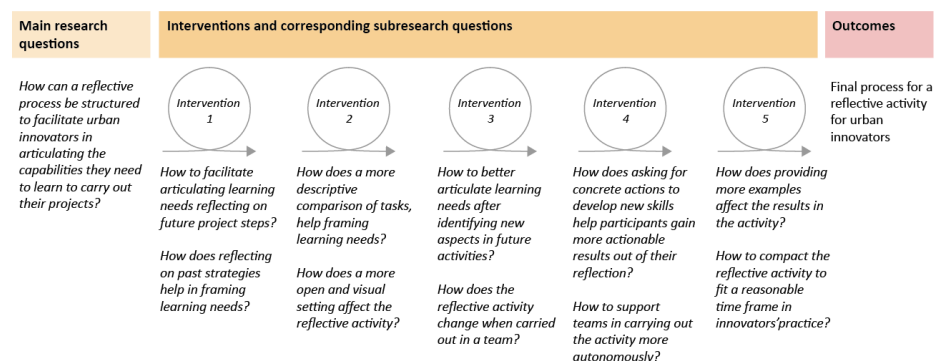 Main research
questions
Interventions and corresponding subresearch questions
Outcomes
How can a reflective
process be structured
to facilitate urban
innovators in
articulating the
capabilities they need
to learn to carry out
their projects?
Intervention
1
How to facilitate
articulating learning
needs reflecting on
future project steps?
How does reflecting
on past strategies
help in framing
learning needs?
Intervention
2
How does a more
descriptive
comparison of tasks,
help framing
learning needs?
How does a more
open and visual
setting affect the
reflective activity?
Intervention
3
How to better
articulate learning
needs after
identifying new
aspects in future
activities?
How does the
reflective activity
change when carried
out in a team?
Intervention
4
How does asking for
concrete actions to
develop new skills
help participants gain
more actionable
results out of their
reflection?
How to support
teams in carrying out
the activity more
autonomously?
Intervention
5
How does providing
more examples
affect the results in
the activity?
How to compact the
reflective activity to
fit a reasonable
time frame in
innovators'practice?
Final process for a
reflective activity
for urban
innovators